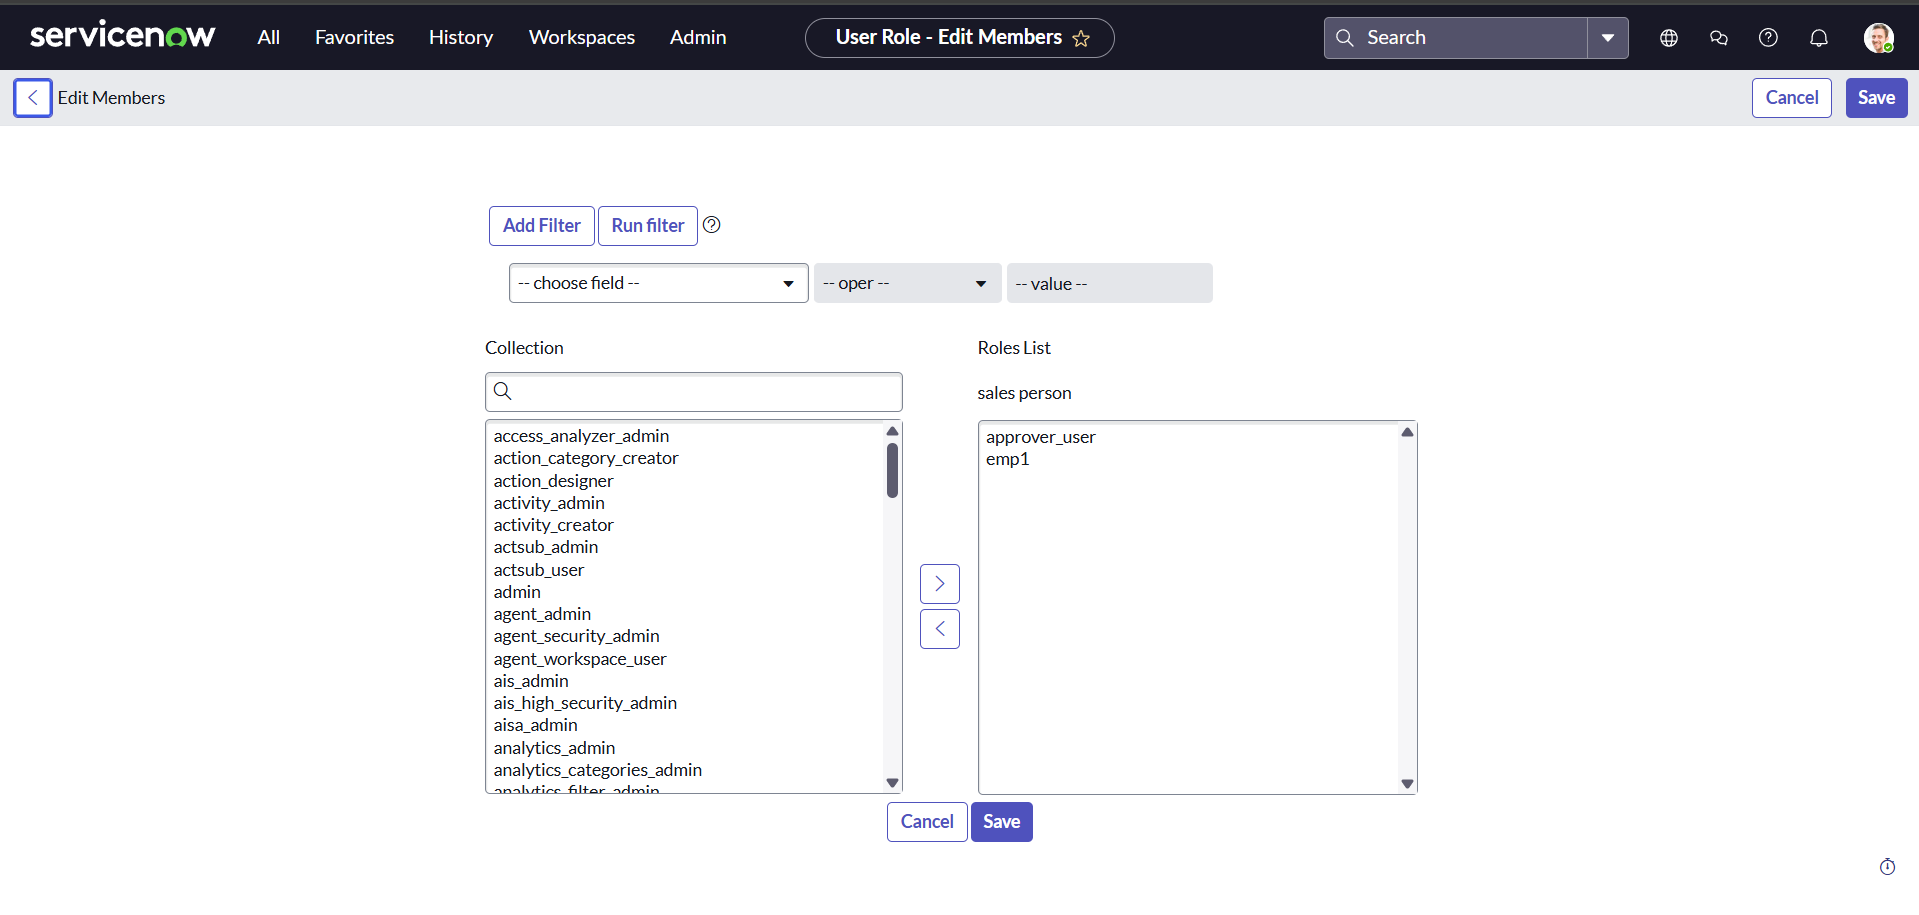 servicenow All Favorites History Workspaces Admin User Role - Edit Members Search
Edit Members Cancel Save
Add Filter Run filter
-- choose field -- -- oper -- -- value --
Collection
access_analyzer_admin
action_category_creator
action_designer
activity_admin
activity_creator
actsub_admin
actsub_user
admin
agent_admin
agent_security_admin
agent_workspace_user
ais_admin
ais_high_security_admin
aisa_admin
analytics_admin
analytics_categories_admin
analytics_filter_admin
Roles List
sales person
approver_user
emp1
Cancel Save